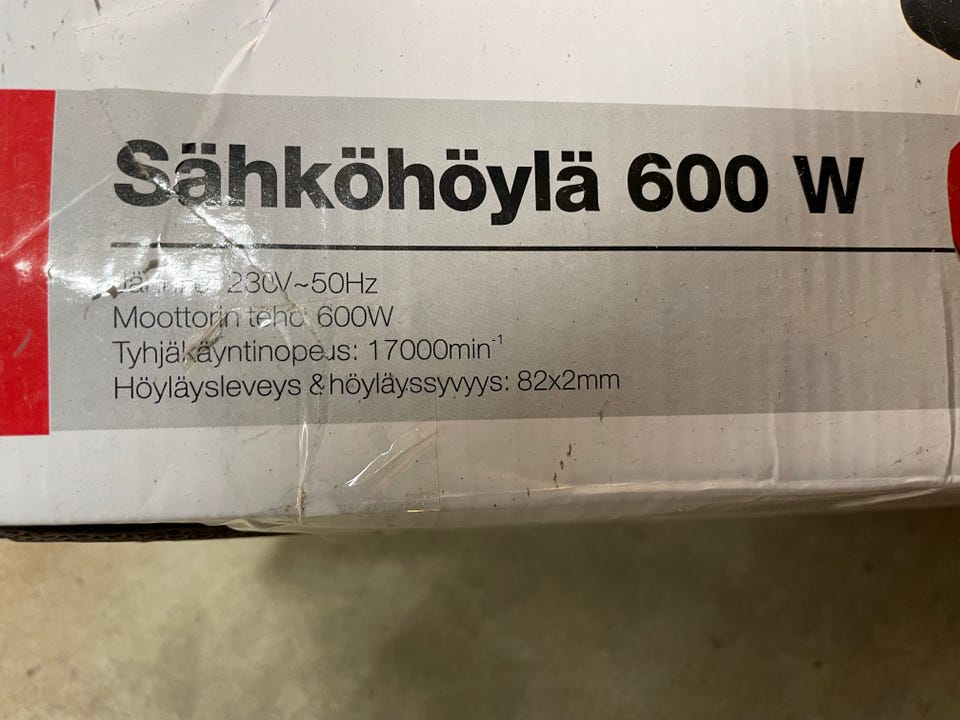 Sähköhöylä 600 W
230V~50Hz
Moottorin teho: 600W
Tyhjäkäyntinopeus: 17000min⁻¹
Höyläysleveys & höyläyssyvyys: 82x2mm